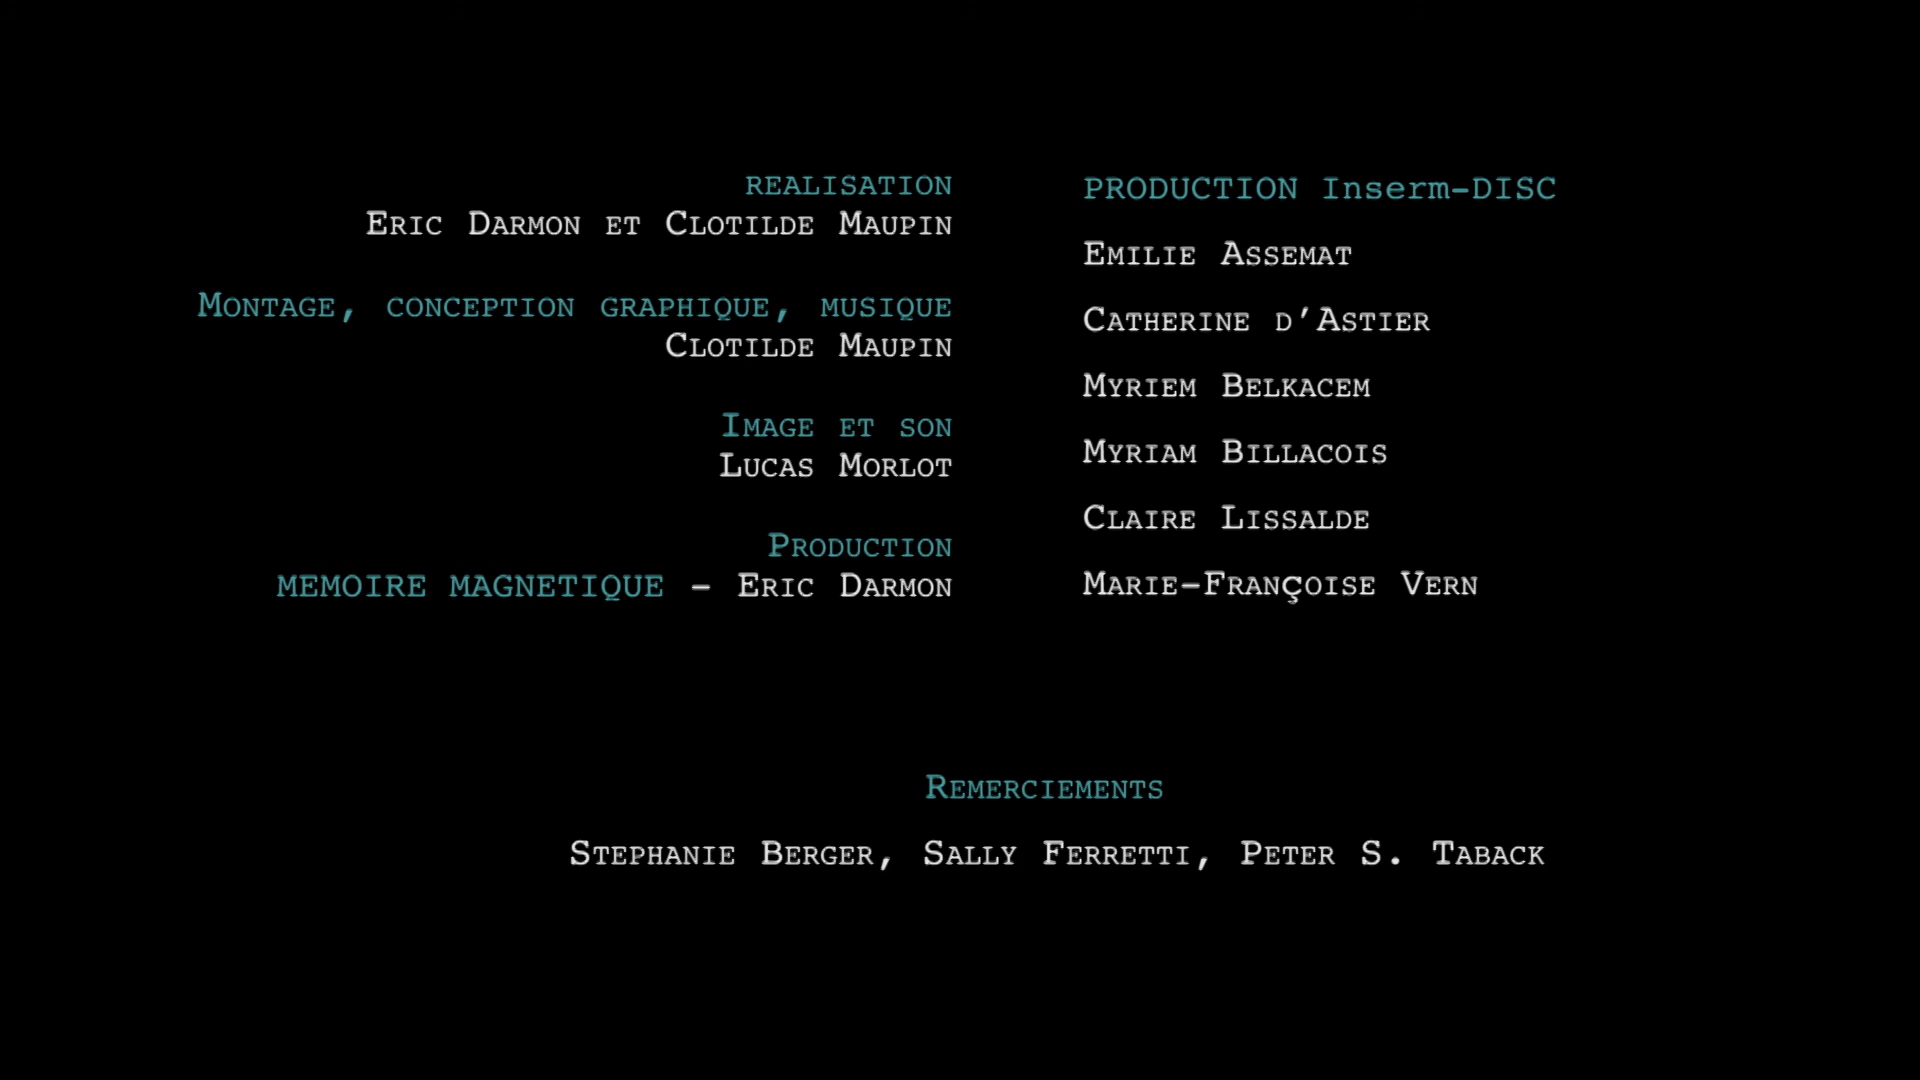 REALISATION
ERIC DARMON ET CLOTILDE MAUPIN
MONTAGE, CONCEPTION GRAPHIQUE, MUSIQUE
CLOTILDE MAUPIN
IMAGE ET SON
LUCAS MORLOT
PRODUCTION
MEMOIRE MAGNETIQUE – ERIC DARMON
PRODUCTION Inserm-DISC
EMILIE ASSEMAT
CATHERINE D'ASTIER
MYRIEM BELKACEM
MYRIAM BILLACOIS
CLAIRE LISSALDE
MARIE-FRANÇOISE VERN
REMERCIEMENTS
STEPHANIE BERGER, SALLY FERRETTI, PETER S. TABACK